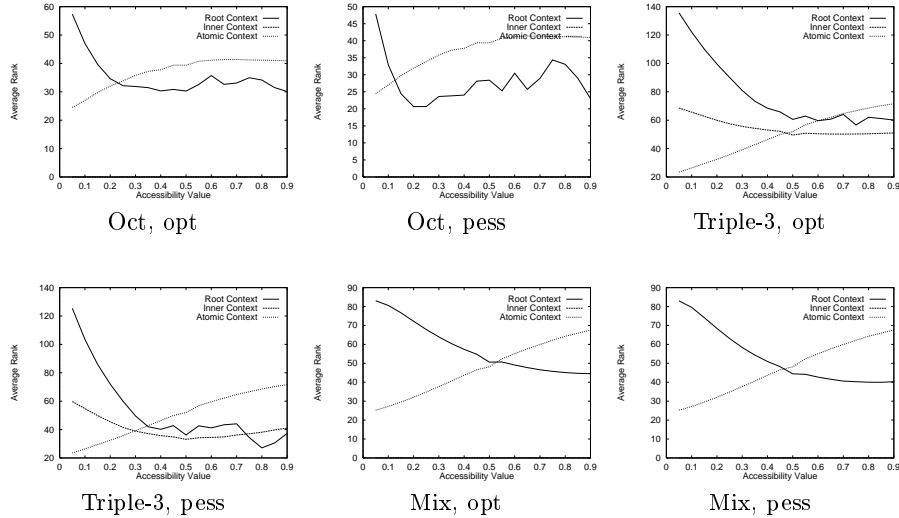 60
50
40
30
20
10
0
Average Rank
Root Context
Inner Context
Atomic Context
0 0.1 0.2 0.3 0.4 0.5 0.6 0.7 0.8 0.9
Accessibility Value
Oct, opt
50
45
40
35
30
25
20
15
10
5
0
Average Rank
Root Context
Inner Context
Atomic Context
0 0.1 0.2 0.3 0.4 0.5 0.6 0.7 0.8 0.9
Accessibility Value
Oct, pess
140
120
100
80
60
40
20
Average Rank
Root Context
Inner Context
Atomic Context
0 0.1 0.2 0.3 0.4 0.5 0.6 0.7 0.8 0.9
Accessibility Value
Triple-3, opt
140
120
100
80
60
40
20
Average Rank
Root Context
Inner Context
Atomic Context
0 0.1 0.2 0.3 0.4 0.5 0.6 0.7 0.8 0.9
Accessibility Value
Triple-3, pess
90
80
70
60
50
40
30
20
10
0
Average Rank
Root Context
Inner Context
Atomic Context
0 0.1 0.2 0.3 0.4 0.5 0.6 0.7 0.8 0.9
Accessibility Value
Mix, opt
90
80
70
60
50
40
30
20
10
0
Average Rank
Root Context
Inner Context
Atomic Context
0 0.1 0.2 0.3 0.4 0.5 0.6 0.7 0.8 0.9
Accessibility Value
Mix, pess